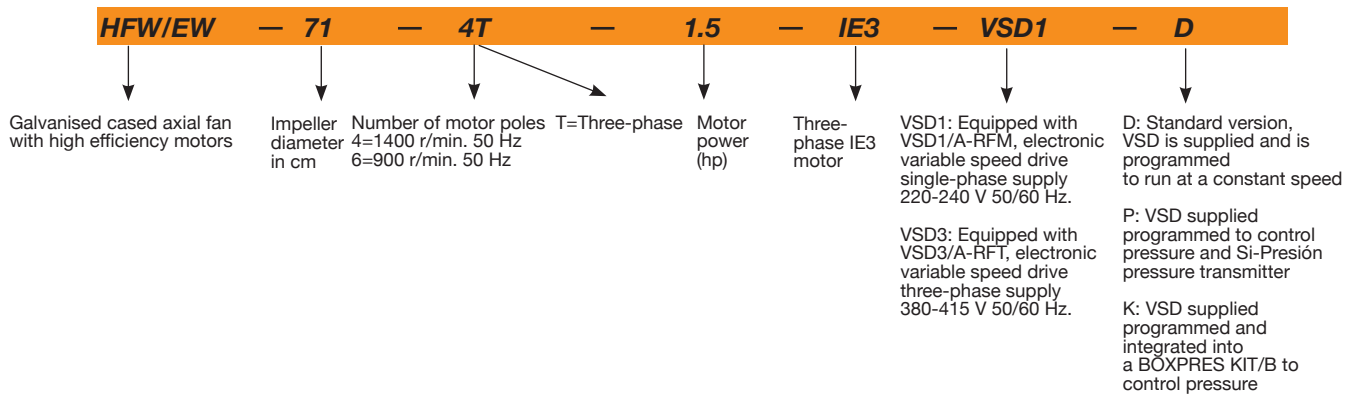 HFW/EW — 71 — 4T — 1.5 — IE3 — VSD1 — D
Galvanised cased axial fan
with high efficiency motors
Impeller
diameter
in cm
Number of motor poles
4=1400 r/min. 50 Hz
6=900 r/min. 50 Hz
T=Three-phase
Motor
power
(hp)
Three-
phase IE3
motor
VSD1: Equipped with
VSD1/A-RFM, electronic
variable speed drive
single-phase supply
220-240 V 50/60 Hz.
VSD3: Equipped with
VSD3/A-RFT, electronic
variable speed drive
three-phase supply
380-415 V 50/60 Hz.
D: Standard version,
VSD is supplied and is
programmed
to run at a constant speed
P: VSD supplied
programmed to control
pressure and Si-Presión
pressure transmitter
K: VSD supplied
programmed and
integrated into
a BOXPRES KIT/B to
control pressure